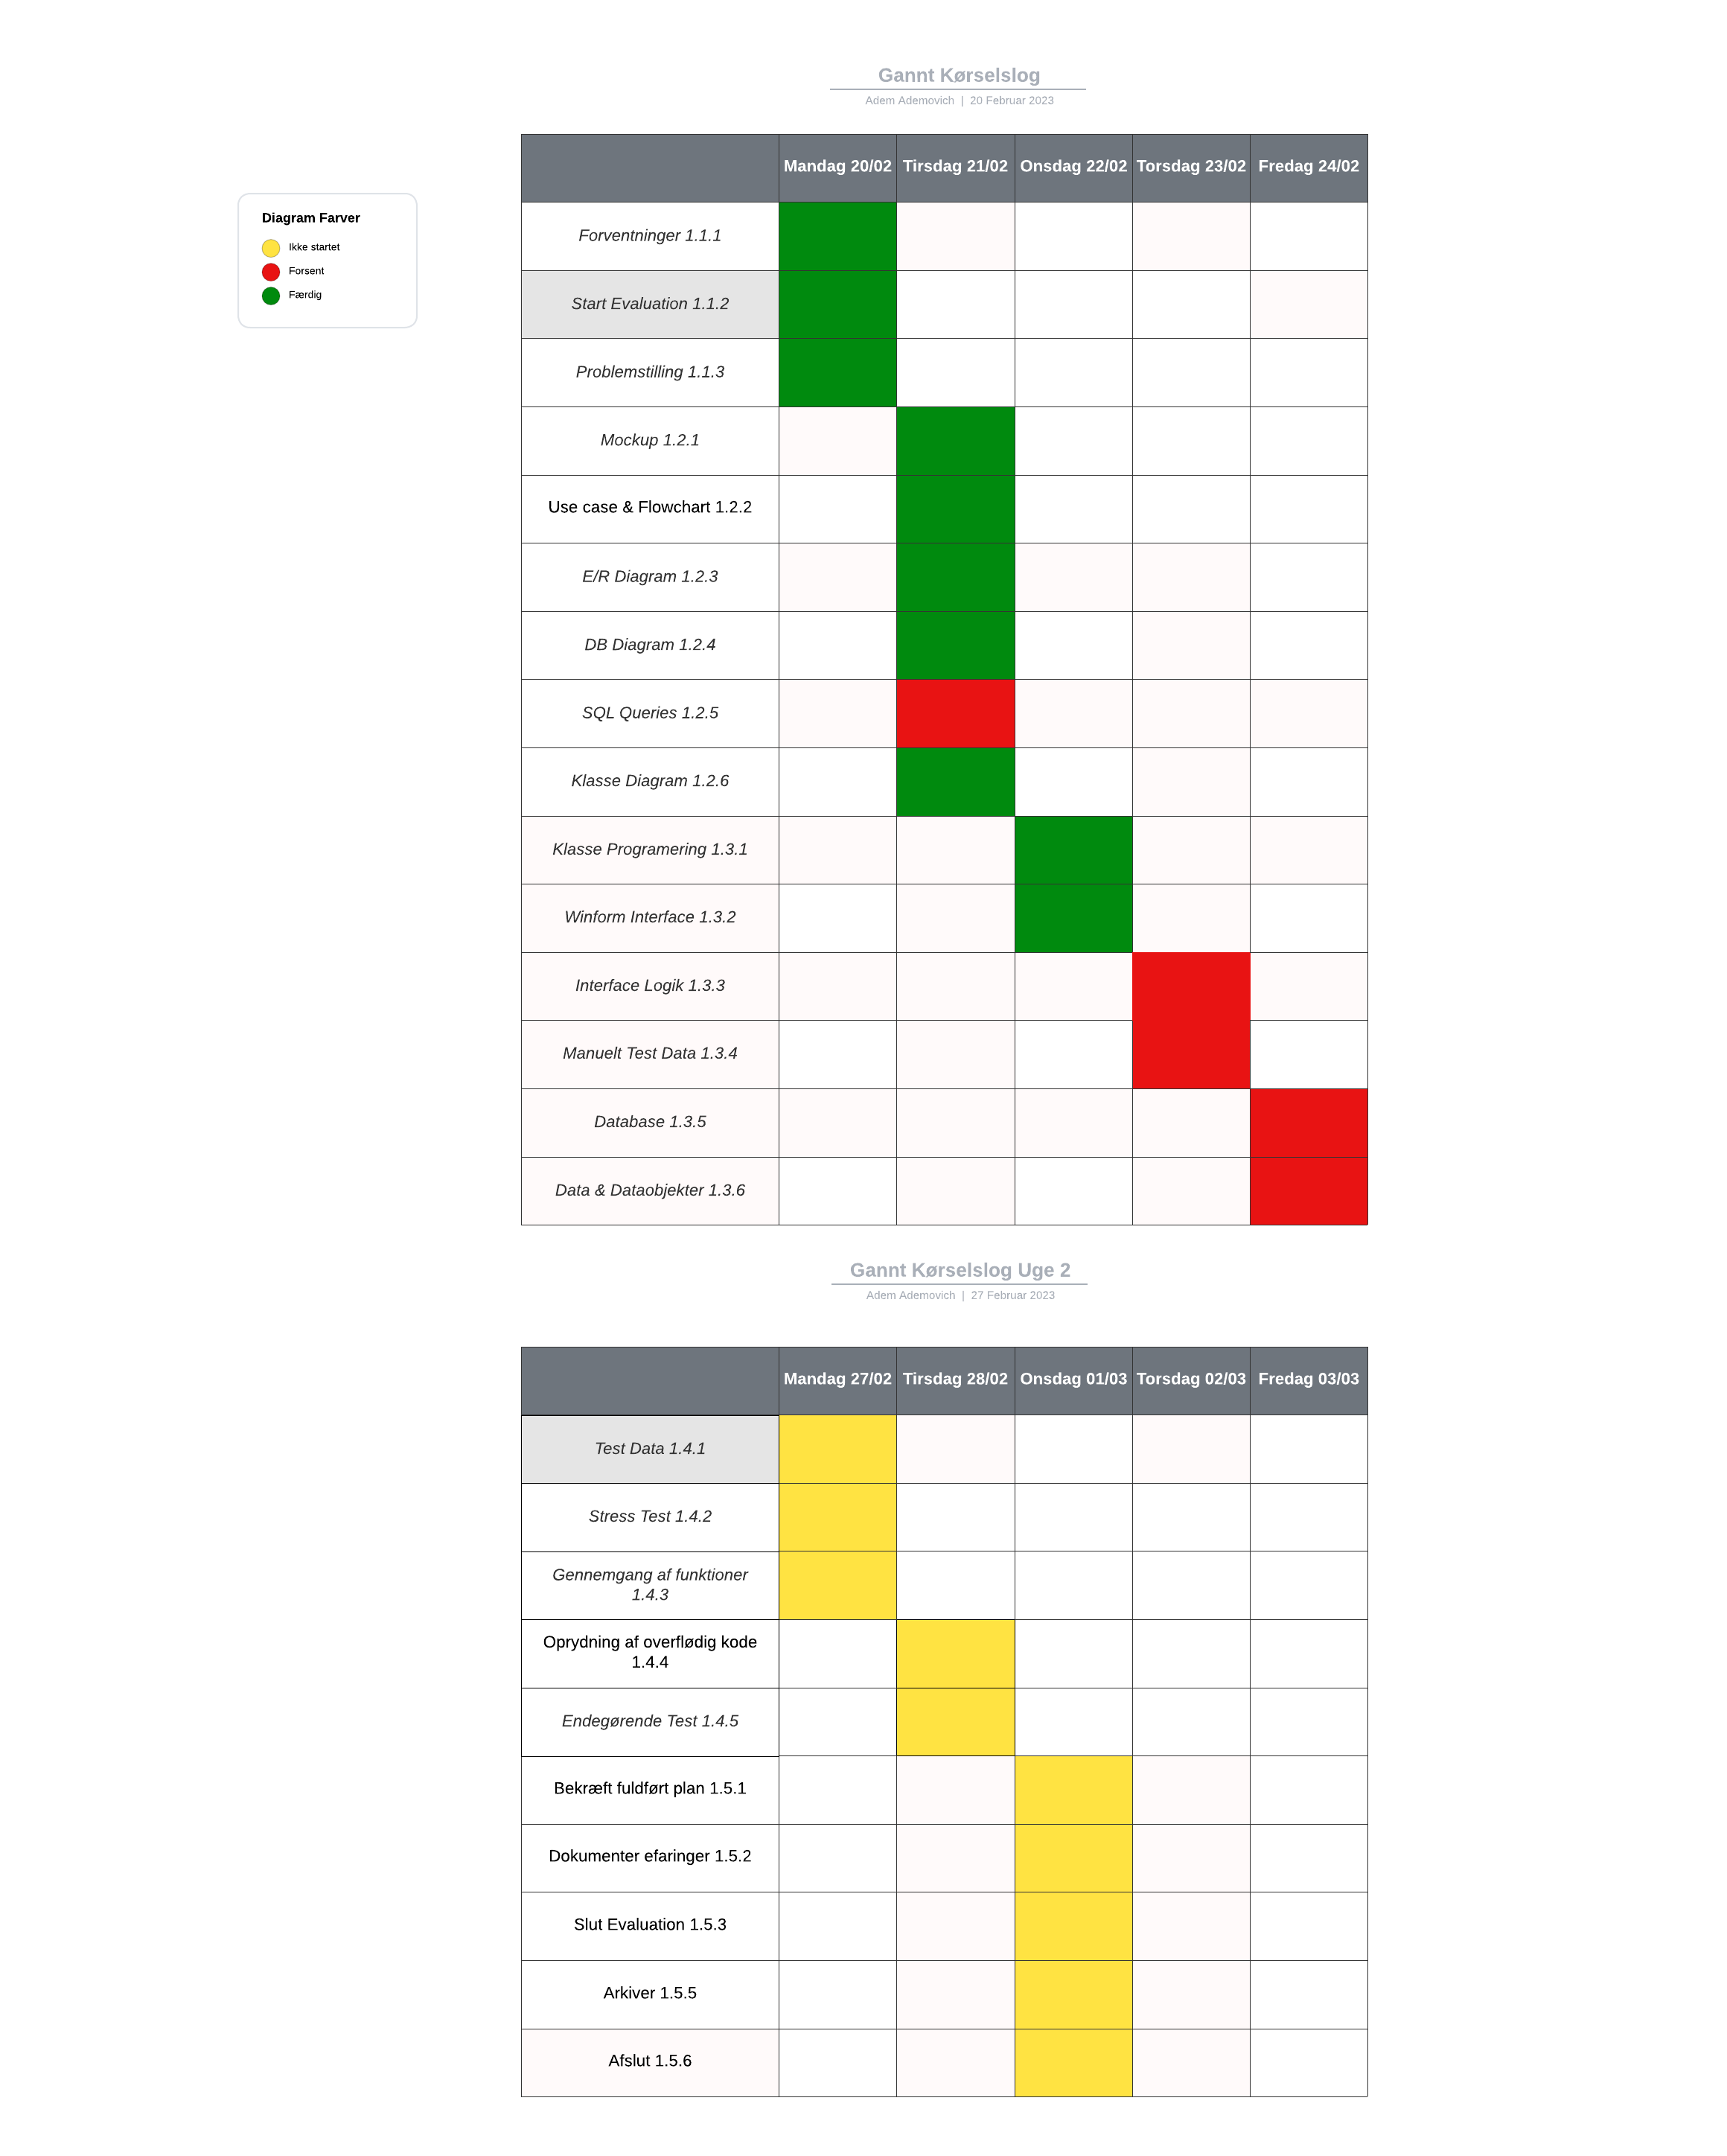 Gannt Kørselslog
Adem Ademovich | 20 Februar 2023
Diagram Farver
Ikke startet
Forsent
Færdig
Mandag 20/02 Tirsdag 21/02 Onsdag 22/02 Torsdag 23/02 Fredag 24/02
Forventninger 1.1.1
Start Evaluation 1.1.2
Problemstilling 1.1.3
Mockup 1.2.1
Use case & Flowchart 1.2.2
E/R Diagram 1.2.3
DB Diagram 1.2.4
SQL Queries 1.2.5
Klasse Diagram 1.2.6
Klasse Programering 1.3.1
Winform Interface 1.3.2
Interface Logik 1.3.3
Manuelt Test Data 1.3.4
Database 1.3.5
Data & Dataobjekter 1.3.6
Gannt Kørselslog Uge 2
Adem Ademovich | 27 Februar 2023
Mandag 27/02 Tirsdag 28/02 Onsdag 01/03 Torsdag 02/03 Fredag 03/03
Test Data 1.4.1
Stress Test 1.4.2
Gennemgang af funktioner
1.4.3
Oprydning af overflødig kode
1.4.4
Endegørende Test 1.4.5
Bekræft fuldført plan 1.5.1
Dokumenter efaringer 1.5.2
Slut Evaluation 1.5.3
Arkiver 1.5.5
Afslut 1.5.6